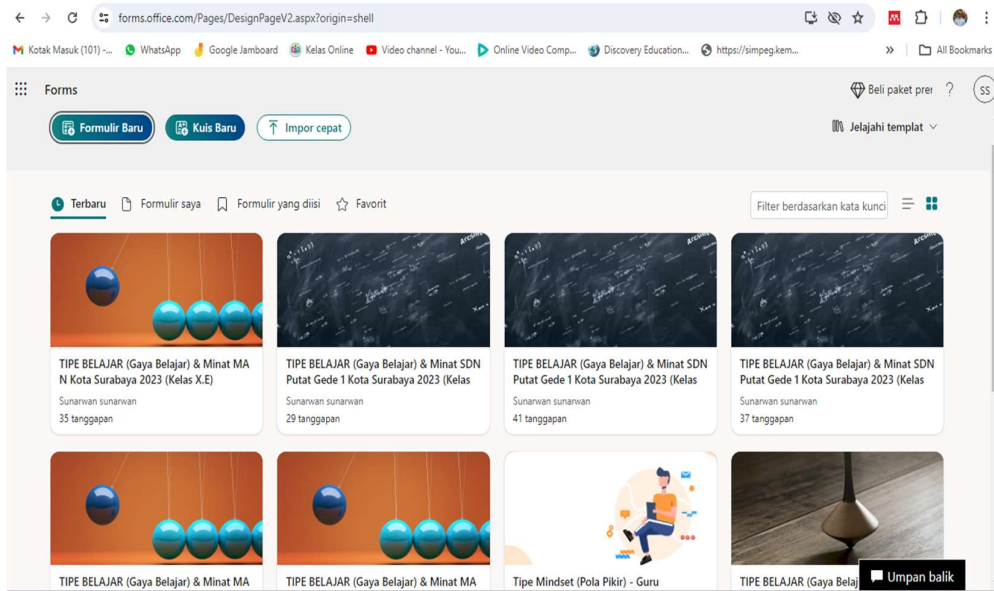 forms.office.com/Pages/DesignPageV2.aspx?origin=shell
Kotak Masuk (101) -... WhatsApp Google Jamboard Kelas Online Video channel - You... Online Video Comp... Discovery Education... https://simpeg.kem... » All Bookmarks
Forms Beli paket prer ? SS
Formulir Baru Kuis Baru Impor cepat Jelajahi templat
Terbaru Formulir saya Formulir yang diisi Favorit Filter berdasarkan kata kunci
TIPE BELAJAR (Gaya Belajar) & Minat MA
N Kota Surabaya 2023 (Kelas X.E)
Sunarwan sunarwan
35 tanggapan
TIPE BELAJAR (Gaya Belajar) & Minat SDN
Putat Gede 1 Kota Surabaya 2023 (Kelas
Sunarwan sunarwan
29 tanggapan
TIPE BELAJAR (Gaya Belajar) & Minat SDN
Putat Gede 1 Kota Surabaya 2023 (Kelas
Sunarwan sunarwan
41 tanggapan
TIPE BELAJAR (Gaya Belajar) & Minat SDN
Putat Gede 1 Kota Surabaya 2023 (Kelas
Sunarwan sunarwan
37 tanggapan
TIPE BELAJAR (Gaya Belajar) & Minat MA
TIPE BELAJAR (Gaya Belajar) & Minat MA
Tipe Mindset (Pola Pikir) - Guru
TIPE BELAJAR (Gaya Belaj
Umpan balik